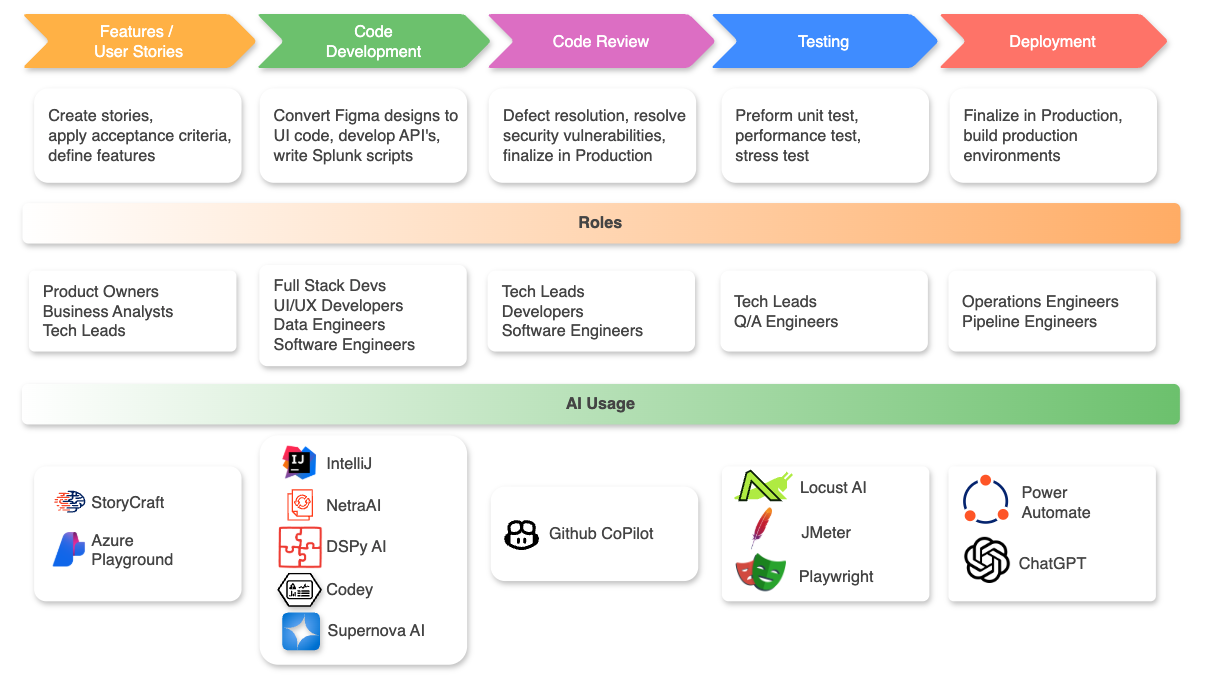 Features /
User Stories
Code
Development
Code Review
Testing
Deployment
Create stories,
apply acceptance criteria,
define features
Convert Figma designs to
UI code, develop API's,
write Splunk scripts
Defect resolution, resolve
security vulnerabilities,
finalize in Production
Preform unit test,
performance test,
stress test
Finalize in Production,
build production
environments
Roles
Product Owners
Business Analysts
Tech Leads
Full Stack Devs
UI/UX Developers
Data Engineers
Software Engineers
Tech Leads
Developers
Software Engineers
Tech Leads
Q/A Engineers
Operations Engineers
Pipeline Engineers
AI Usage
StoryCraft
Azure
Playground
IJ
IntelliJ
NetraAI
DSPy AI
Codey
Supernova AI
Github CoPilot
Locust AI
JMeter
Playwright
Power
Automate
ChatGPT